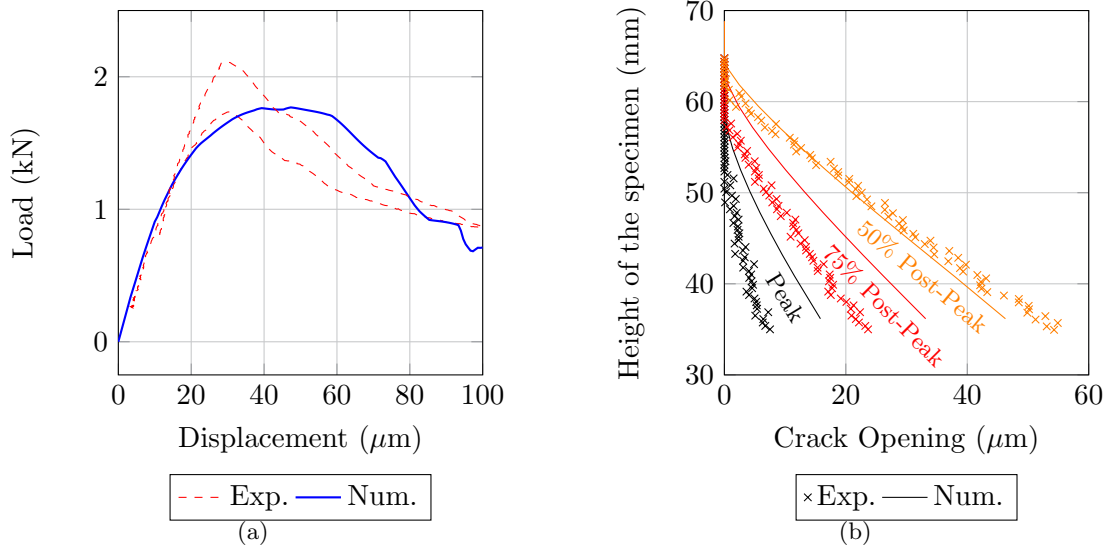 2
1
0
0
20
40
60
80
100
Load (kN)
Displacement (μm)
Exp.
Num.
(a)
70
60
50
40
30
0
20
40
60
Height of the specimen (mm)
Peak
75% Post-Peak
50% Post-Peak
Crack Opening (μm)
Exp.
Num.
(b)